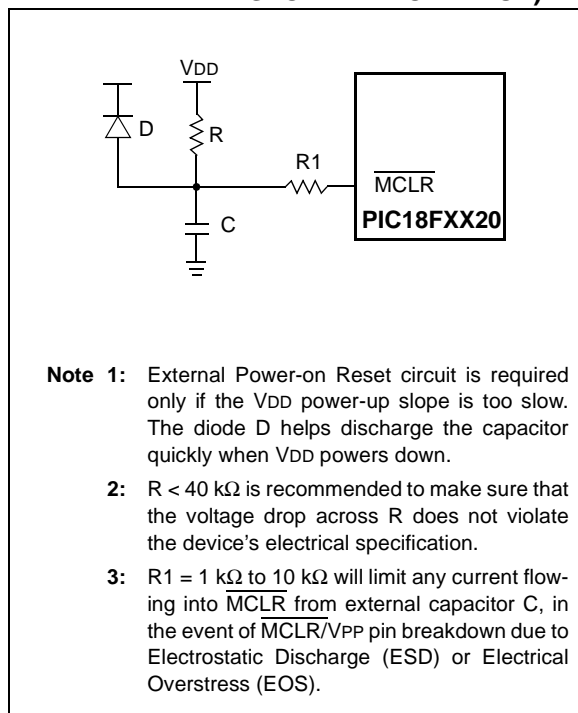 VDD
D
R
R1
MCLR
PIC18FXX20
C
Note 1: External Power-on Reset circuit is required
only if the VDD power-up slope is too slow.
The diode D helps discharge the capacitor
quickly when VDD powers down.
2: R < 40 kΩ is recommended to make sure that
the voltage drop across R does not violate
the device's electrical specification.
3: R1 = 1 kΩ to 10 kΩ will limit any current flow-
ing into MCLR from external capacitor C, in
the event of MCLR/VPP pin breakdown due to
Electrostatic Discharge (ESD) or Electrical
Overstress (EOS).